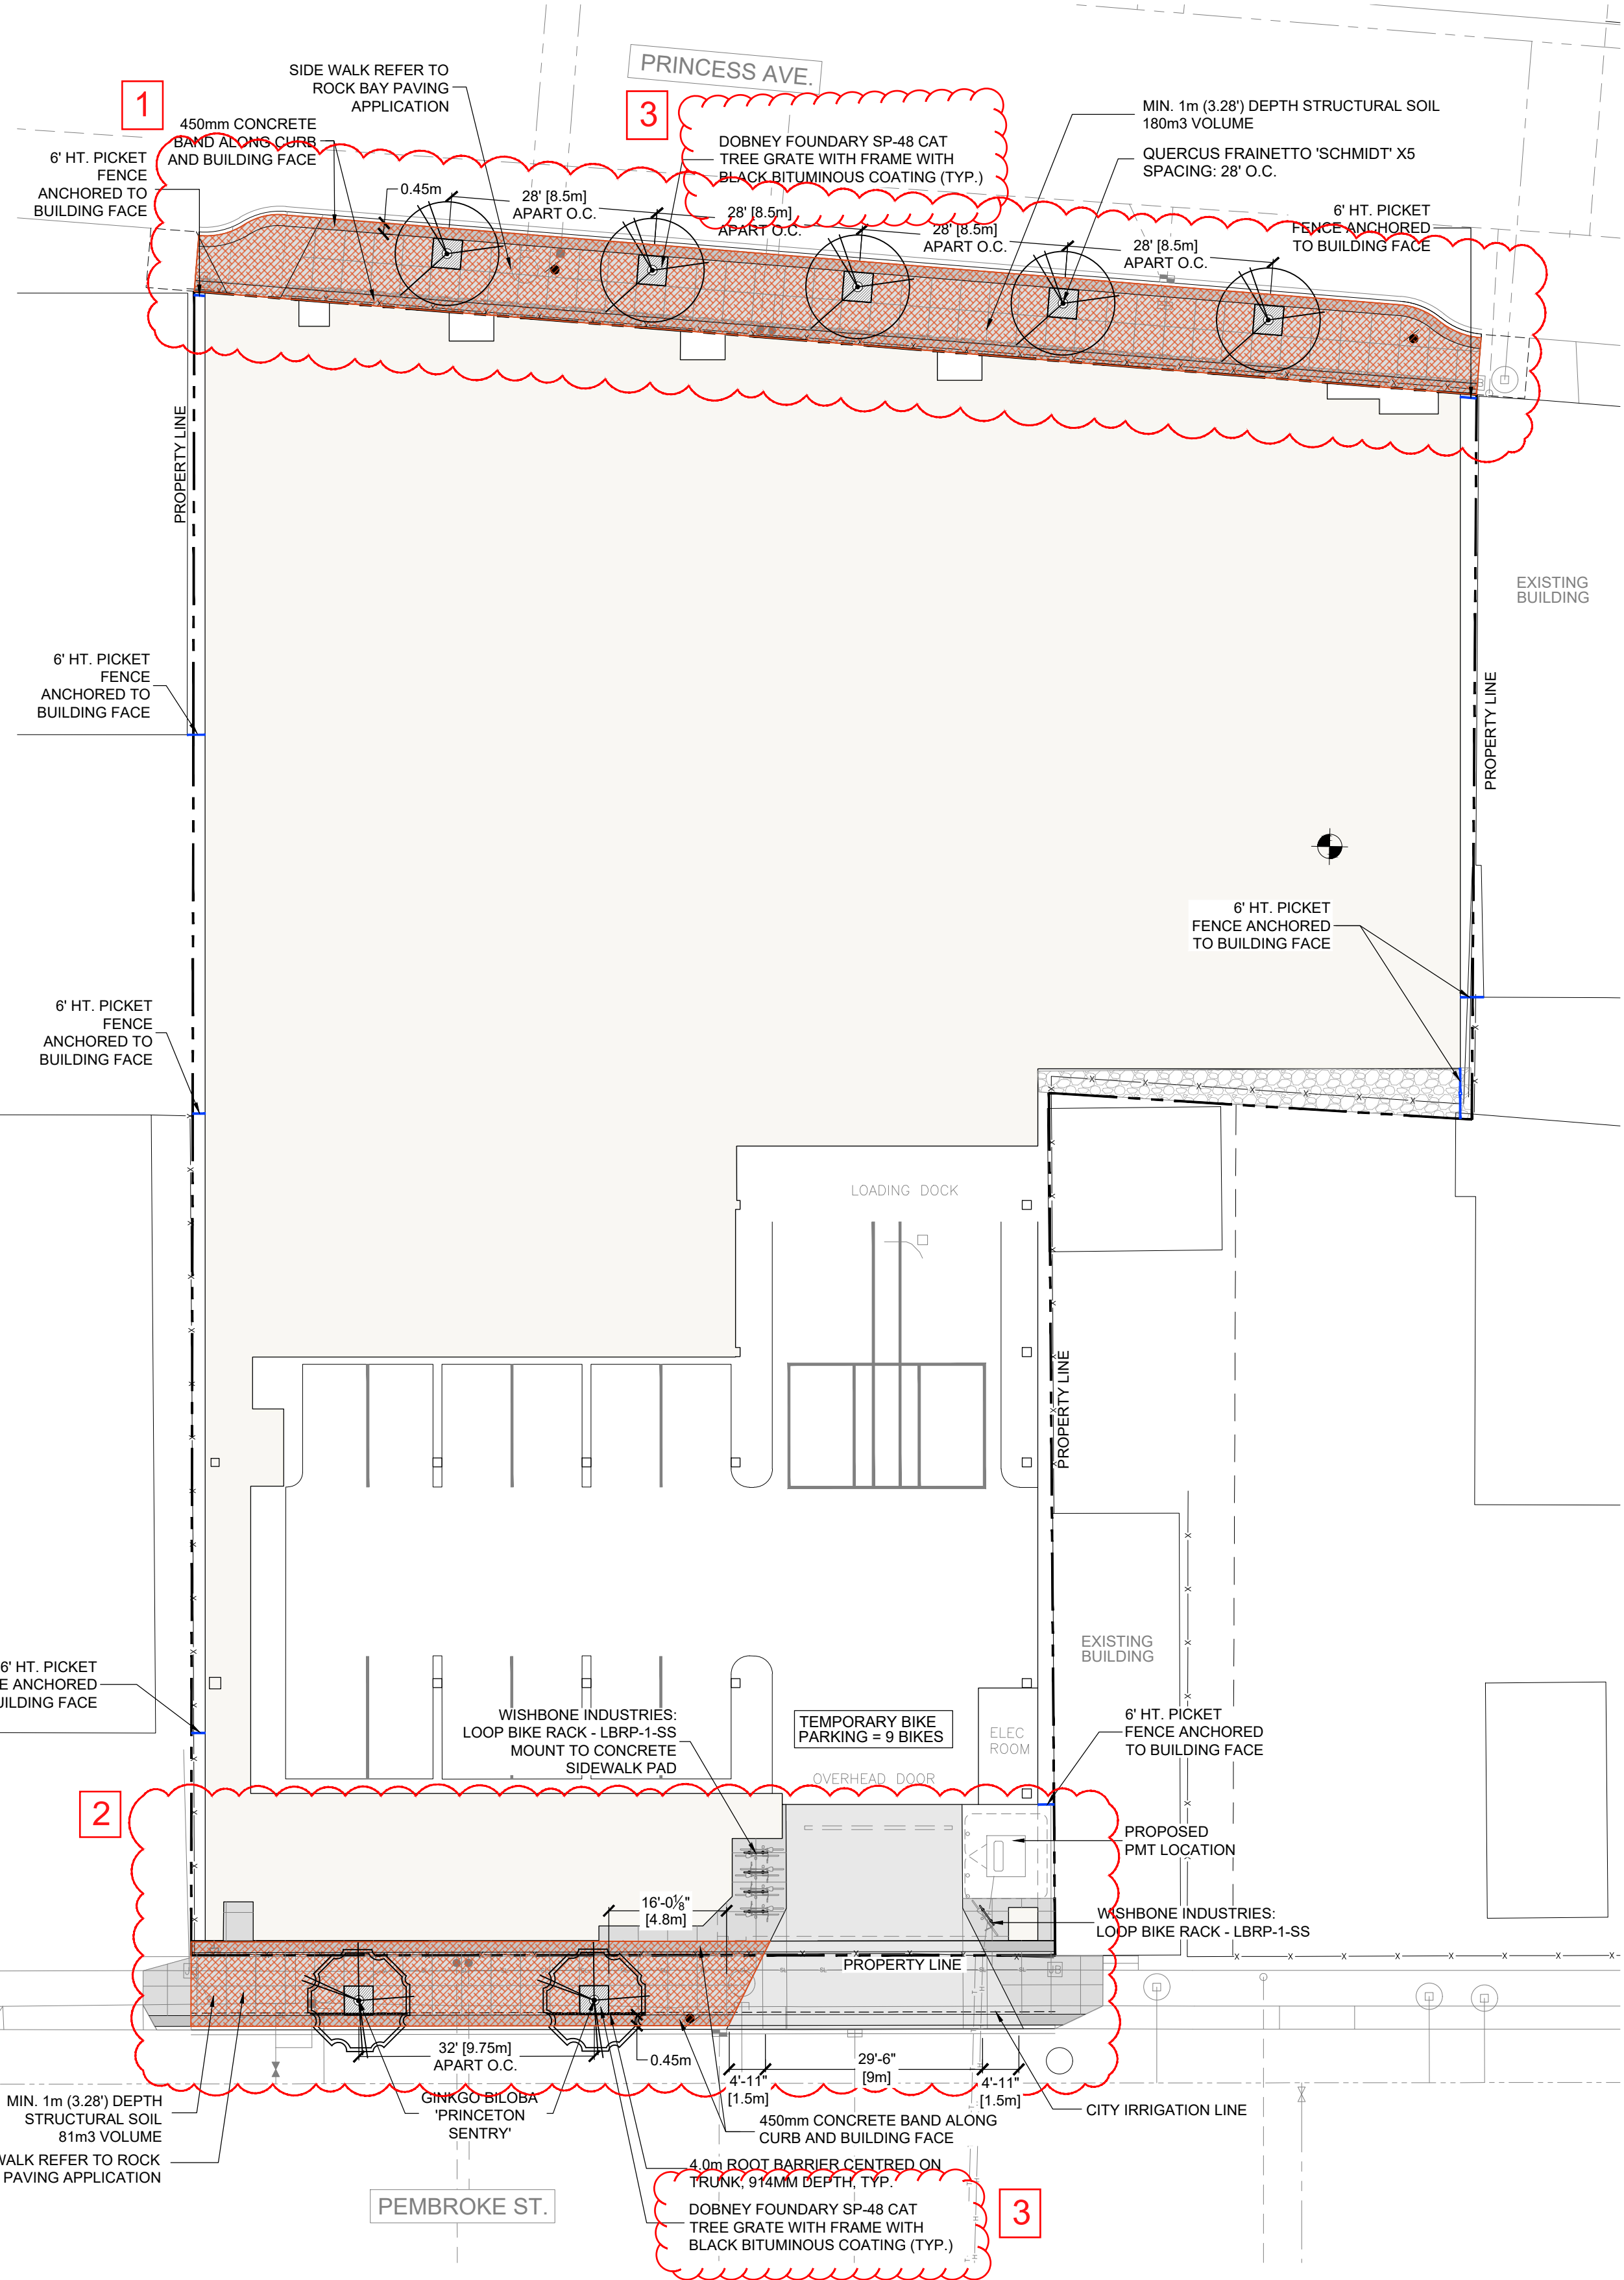 PRINCESS AVE.
1
SIDE WALK REFER TO
ROCK BAY PAVING
APPLICATION
3
DOBNEY FOUNDARY SP-48 CAT
TREE GRATE WITH FRAME WITH
BLACK BITUMINOUS COATING (TYP.)
MIN. 1m (3.28') DEPTH STRUCTURAL SOIL
180m3 VOLUME
QUERCUS FRAINETTO 'SCHMIDT' X5
SPACING: 28' O.C.
450mm CONCRETE
BAND ALONG CURB
AND BUILDING FACE
6' HT. PICKET
FENCE
ANCHORED TO
BUILDING FACE
0.45m
28' [8.5m]
APART O.C.
28' [8.5m]
APART O.C.
28' [8.5m]
APART O.C.
28' [8.5m]
APART O.C.
6' HT. PICKET
FENCE ANCHORED
TO BUILDING FACE
PROPERTY LINE
EXISTING
BUILDING
6' HT. PICKET
FENCE
ANCHORED TO
BUILDING FACE
PROPERTY LINE
6' HT. PICKET
FENCE ANCHORED
TO BUILDING FACE
6' HT. PICKET
FENCE
ANCHORED TO
BUILDING FACE
LOADING DOCK
PROPERTY LINE
EXISTING
BUILDING
6' HT. PICKET
E ANCHORED
UILDING FACE
WISHBONE INDUSTRIES:
LOOP BIKE RACK - LBRP-1-SS
MOUNT TO CONCRETE
SIDEWALK PAD
TEMPORARY BIKE
PARKING = 9 BIKES
ELEC
ROOM
OVERHEAD DOOR
6' HT. PICKET
FENCE ANCHORED
TO BUILDING FACE
2
PROPOSED
PMT LOCATION
16'-0⅛"
[4.8m]
WISHBONE INDUSTRIES:
LOOP BIKE RACK - LBRP-1-SS
PROPERTY LINE
32' [9.75m]
APART O.C.
0.45m
4'-11"
[1.5m]
29'-6"
[9m]
4'-11"
[1.5m]
MIN. 1m (3.28') DEPTH
STRUCTURAL SOIL
81m3 VOLUME
WALK REFER TO ROCK
PAVING APPLICATION
GINKGO BILOBA
'PRINCETON
SENTRY'
450mm CONCRETE BAND ALONG
CURB AND BUILDING FACE
CITY IRRIGATION LINE
4.0m ROOT BARRIER CENTRED ON
TRUNK, 914MM DEPTH, TYP.
PEMBROKE ST.
DOBNEY FOUNDARY SP-48 CAT
TREE GRATE WITH FRAME WITH
BLACK BITUMINOUS COATING (TYP.)
3